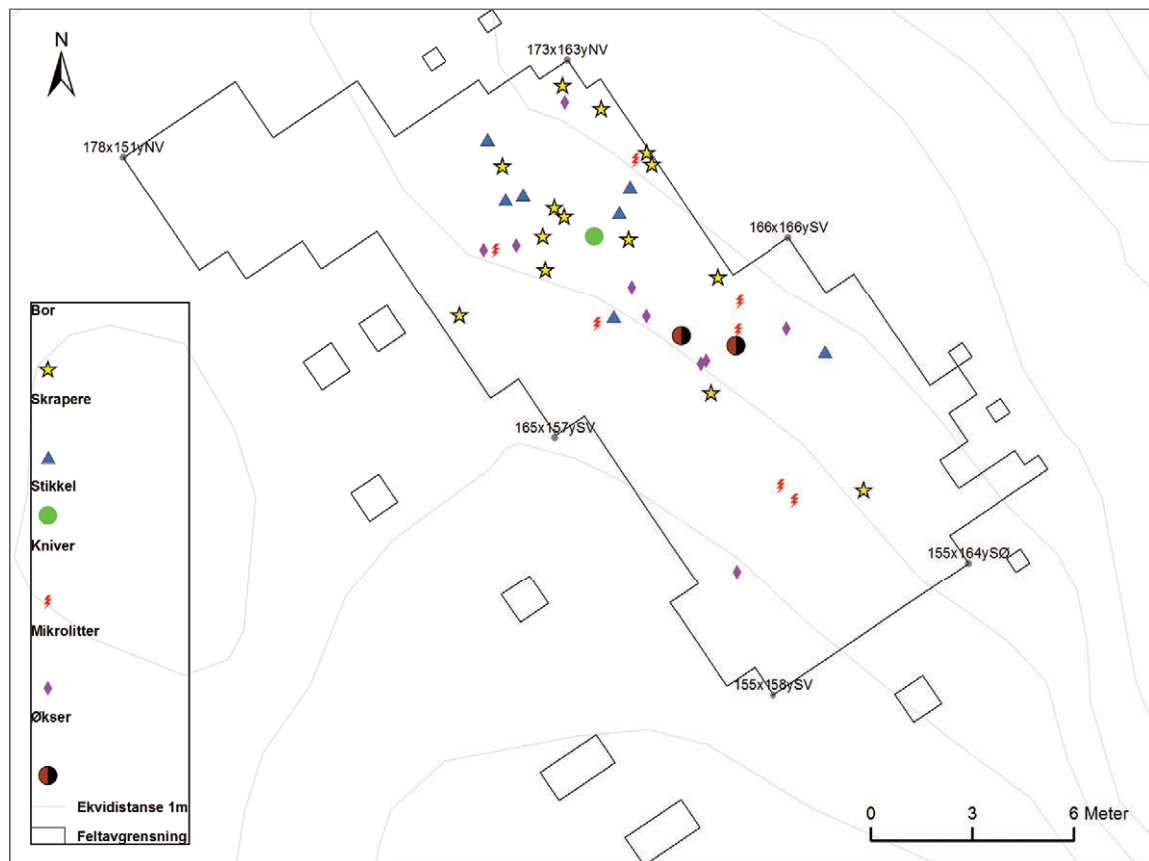 N
173x163yNV
178x151yNV
166x166ySV
Bor
Skrapere
165x157ySV
Stikkel
Kniver
155x164ySØ
Mikrolitter
155x158ySV
Økser
Ekvidistanse 1m
Feltavgrensning
0 3 6 Meter